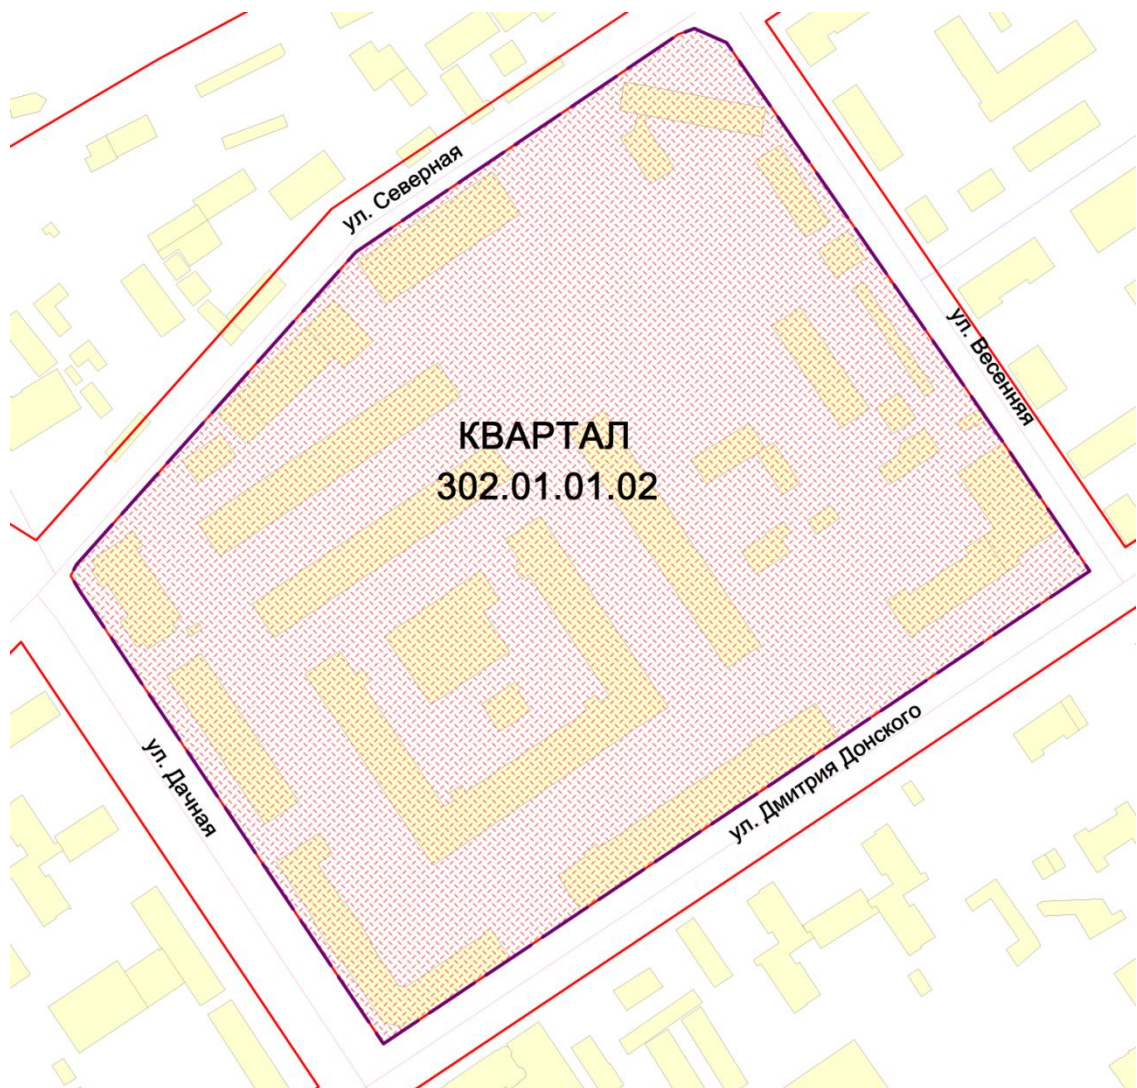 ул. Северная
ул. Весенняя
КВАРТАЛ
302.01.01.02
ул. Дачная
ул. Дмитрия Донского